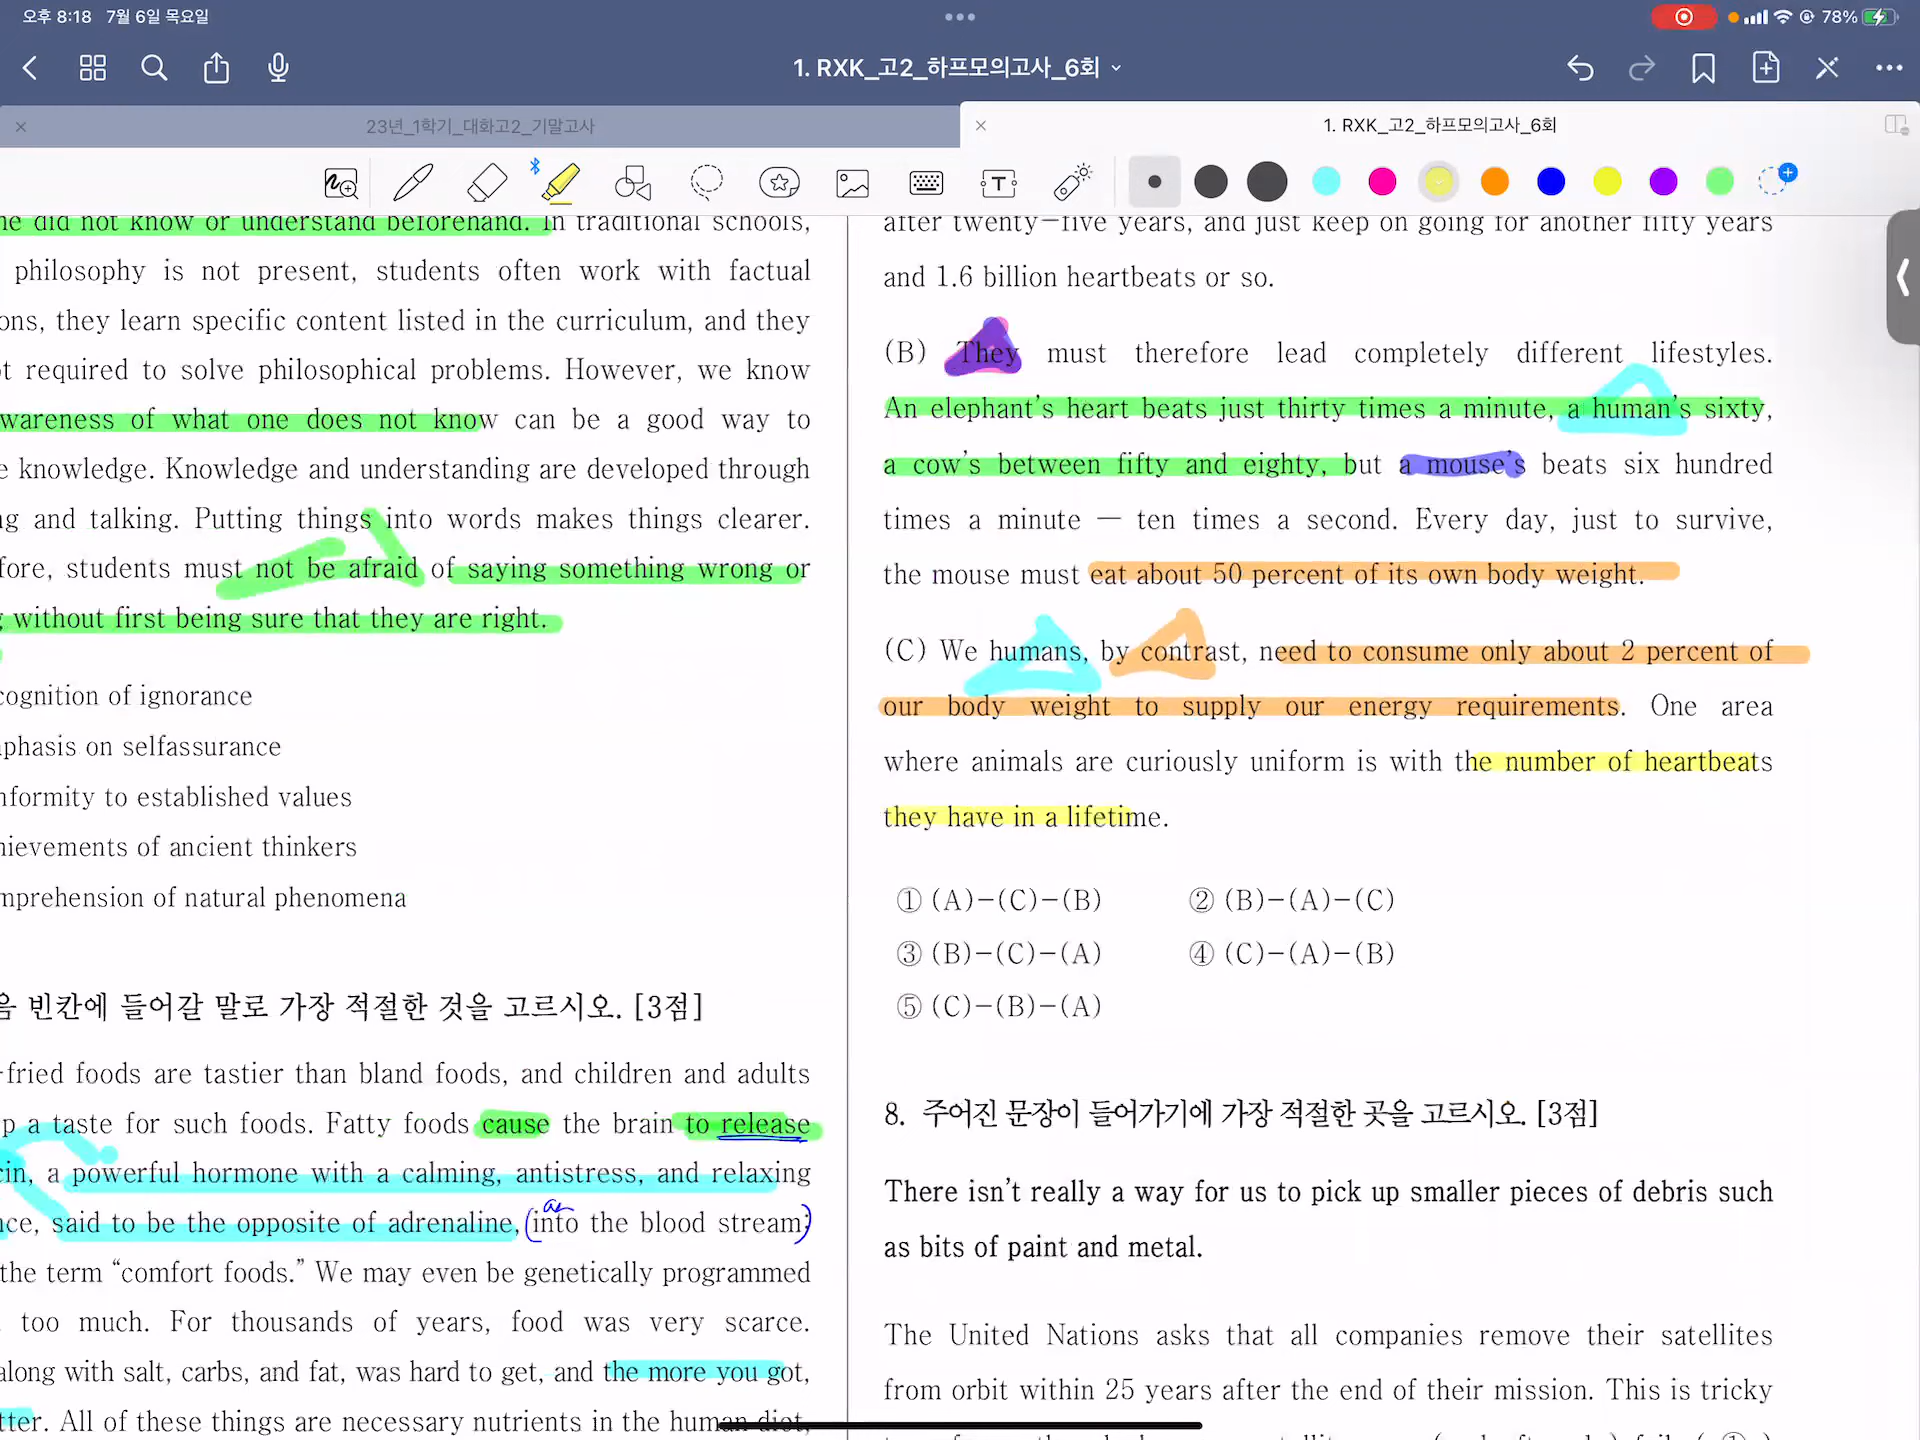 오후 8:18 7월 6일 목요일
78%
1. RXK_고2_하프모의고사_6회
23년_1학기_대화고2_기말고사
1. RXK_고2_하프모의고사_6회
ne did not know or understand beforehand. In traditional schools,
philosophy is not present, students often work with factual
ons, they learn specific content listed in the curriculum, and they
t required to solve philosophical problems. However, we know
wareness of what one does not know can be a good way to
e knowledge. Knowledge and understanding are developed through
ng and talking. Putting things into words makes things clearer.
fore, students must not be afraid of saying something wrong or
g without first being sure that they are right.
cognition of ignorance
nphasis on selfassurance
nformity to established values
hievements of ancient thinkers
mprehension of natural phenomena
음 빈칸에 들어갈 말로 가장 적절한 것을 고르시오. [3점]
-fried foods are tastier than bland foods, and children and adults
p a taste for such foods. Fatty foods cause the brain to release
cin, a powerful hormone with a calming, antistress, and relaxing
nce, said to be the opposite of adrenaline, (into the blood stream;)
the term “comfort foods.” We may even be genetically programmed
too much. For thousands of years, food was very scarce.
along with salt, carbs, and fat, was hard to get, and the more you got,
tter. All of these things are necessary nutrients in the human diet,
after twenty-five years, and just keep on going for another fifty years
and 1.6 billion heartbeats or so.
(B) They must therefore lead completely different lifestyles.
An elephant’s heart beats just thirty times a minute, a human’s sixty,
a cow’s between fifty and eighty, but a mouse’s beats six hundred
times a minute — ten times a second. Every day, just to survive,
the mouse must eat about 50 percent of its own body weight.
(C) We humans, by contrast, need to consume only about 2 percent of
our body weight to supply our energy requirements. One area
where animals are curiously uniform is with the number of heartbeats
they have in a lifetime.
① (A)-(C)-(B) ② (B)-(A)-(C)
③ (B)-(C)-(A) ④ (C)-(A)-(B)
⑤ (C)-(B)-(A)
8. 주어진 문장이 들어가기에 가장 적절한 곳을 고르시오. [3점]
There isn’t really a way for us to pick up smaller pieces of debris such
as bits of paint and metal.
The United Nations asks that all companies remove their satellites
from orbit within 25 years after the end of their mission. This is tricky